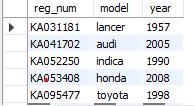 reg_num model year
KA031181 lancer 1957
KA041702 audi 2005
KA052250 indica 1990
KA053408 honda 2008
KA095477 toyota 1998